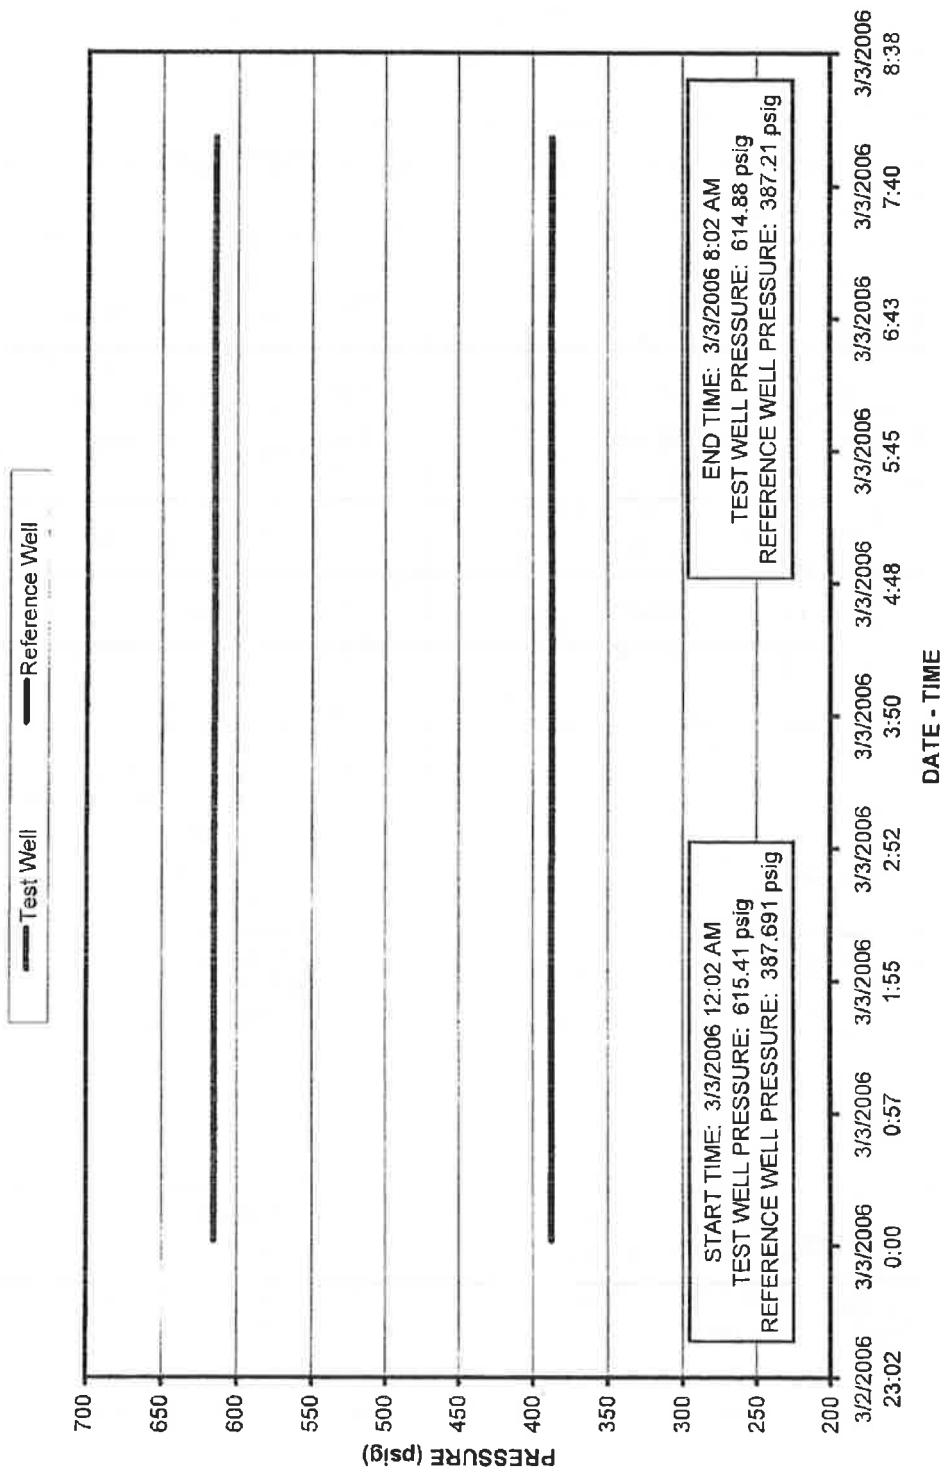 Test Well
Reference Well
PRESSURE (psig)
700
650
600
550
500
450
400
350
300
250
200
START TIME: 3/3/2006 12:02 AM
TEST WELL PRESSURE: 615.41 psig
REFERENCE WELL PRESSURE: 387.691 psig
END TIME: 3/3/2006 8:02 AM
TEST WELL PRESSURE: 614.88 psig
REFERENCE WELL PRESSURE: 387.21 psig
3/2/2006 3/3/2006 3/3/2006 3/3/2006 3/3/2006 3/3/2006 3/3/2006 3/3/2006 3/3/2006 3/3/2006 3/3/2006
23:02 0:00 0:57 1:55 2:52 3:50 4:48 5:45 6:43 7:40 8:38
DATE - TIME